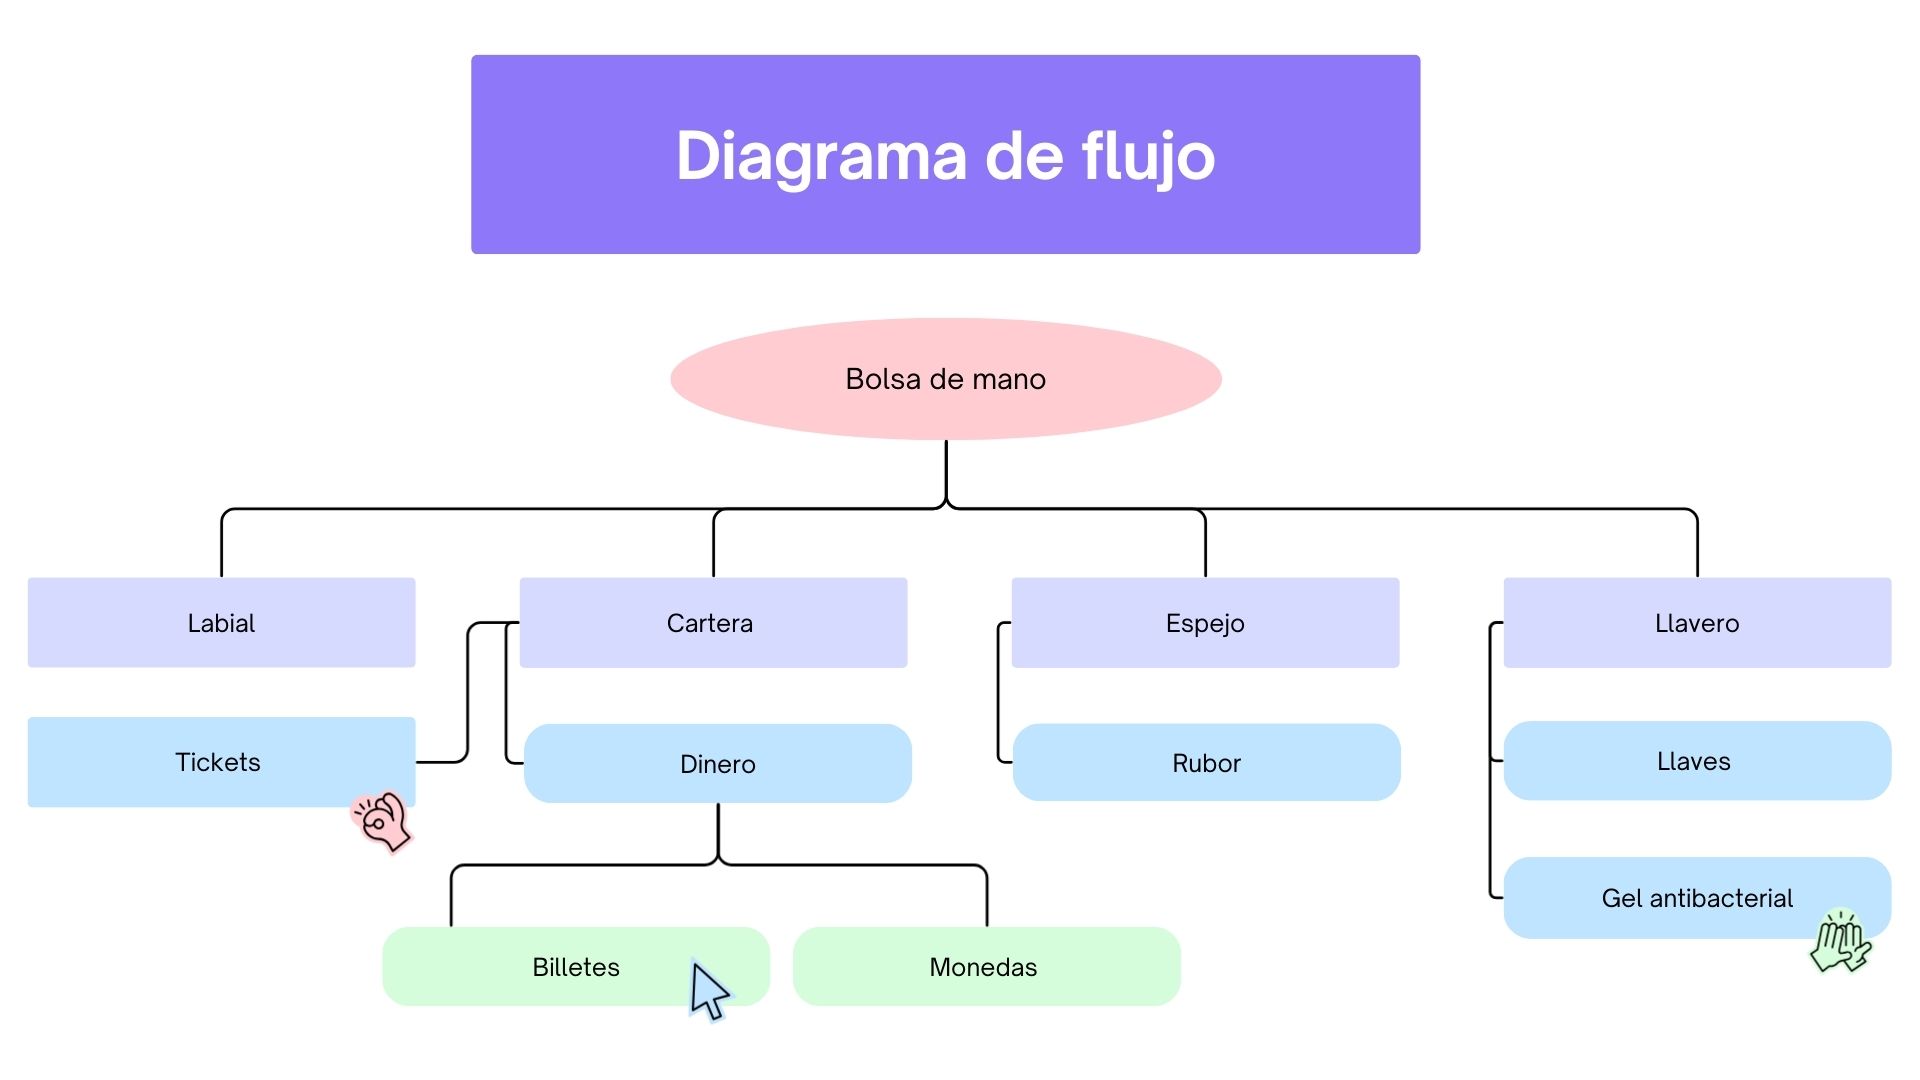 Diagrama de flujo
Bolsa de mano
Labial
Cartera
Espejo
Llavero
Tickets
Dinero
Rubor
Llaves
Gel antibacterial
Billetes
Monedas